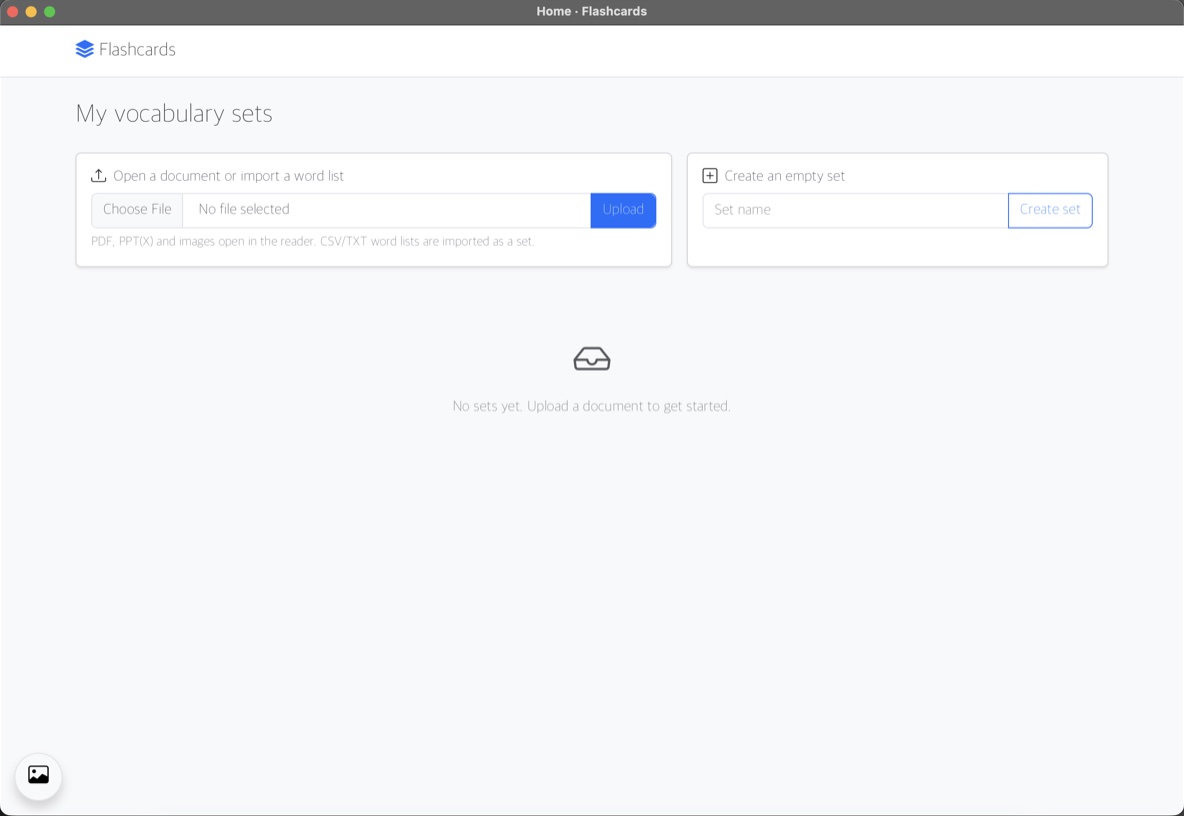 Home · Flashcards
Flashcards
My vocabulary sets
Open a document or import a word list
Choose File No file selected Upload
PDF, PPT(X) and images open in the reader. CSV/TXT word lists are imported as a set.
Create an empty set
Set name Create set
No sets yet. Upload a document to get started.